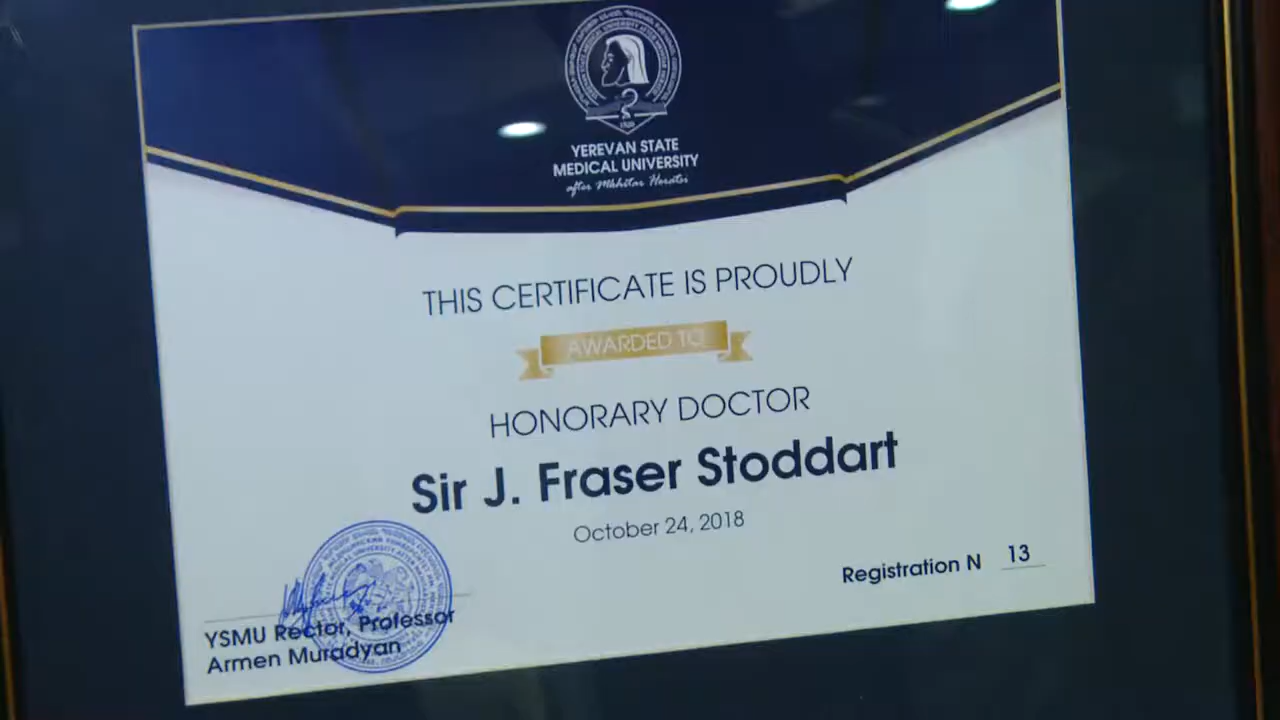 1920
YEREVAN STATE
MEDICAL UNIVERSITY
after Mkhitar Heratsi
THIS CERTIFICATE IS PROUDLY
AWARDED TO
HONORARY DOCTOR
Sir J. Fraser Stoddart
October 24, 2018
Registration N 13
YSMU Rector, Professor
Armen Muradyan